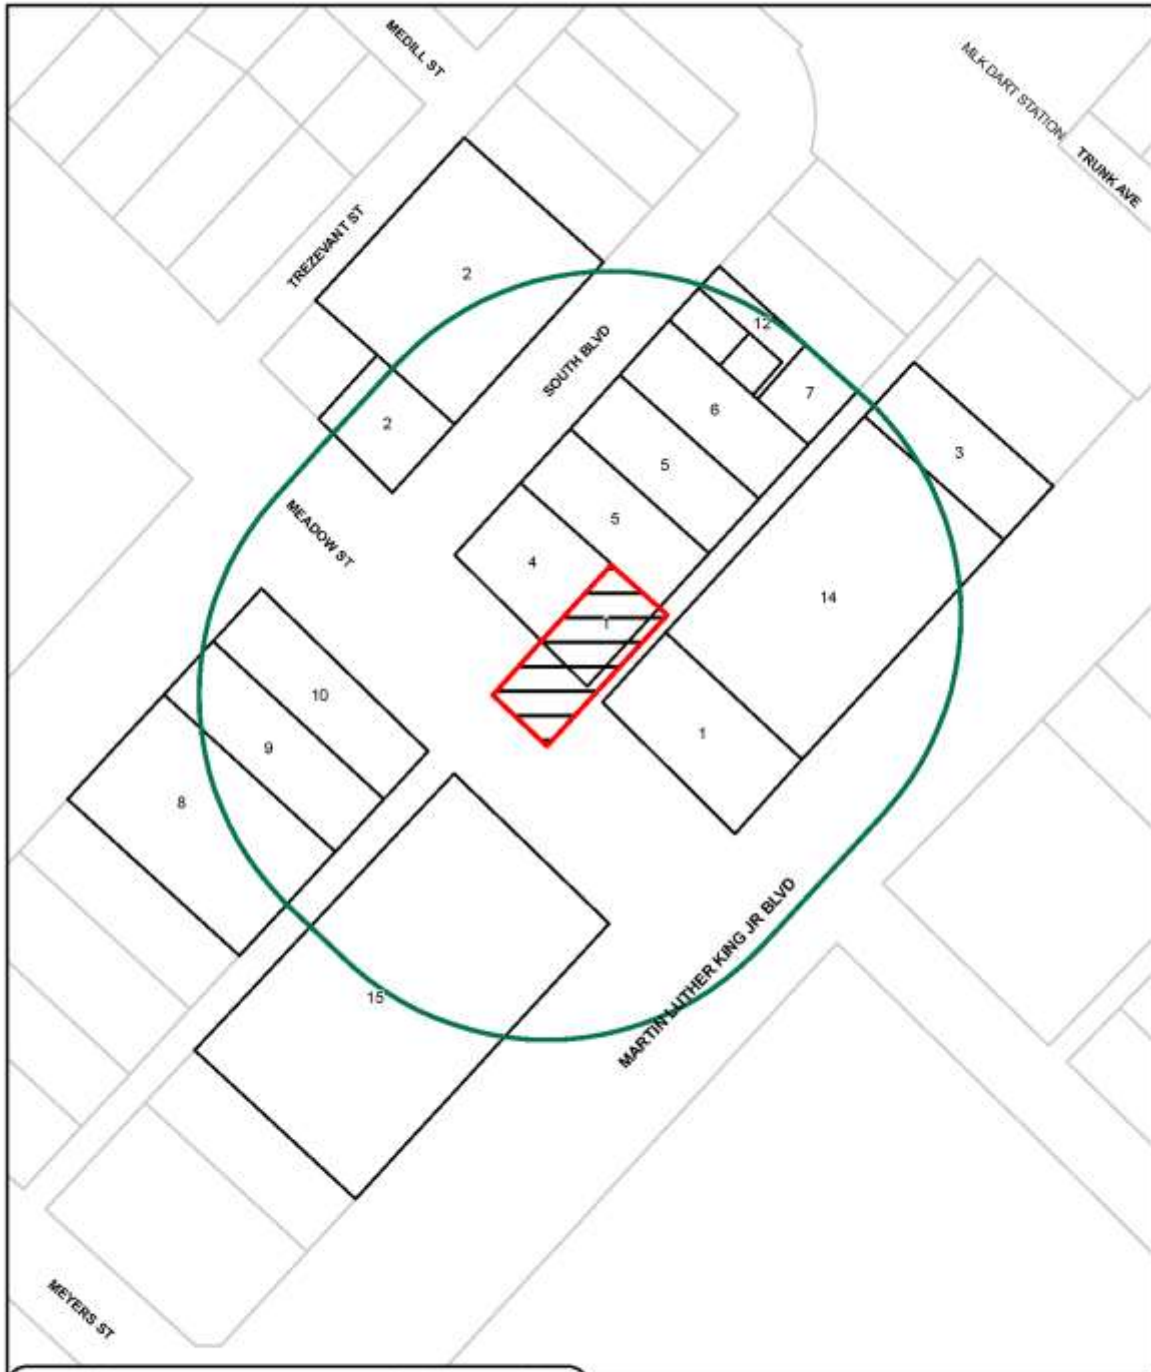 MEDILL ST
MLK DART STATION
TRUNK AVE
TREZEVANT ST
2
12
SOUTH BLVD
7
6
2
3
5
MEADOW ST
5
4
14
1
10
1
9
8
MARTIN LUTHER KING JR BLVD
15
MEYERS ST